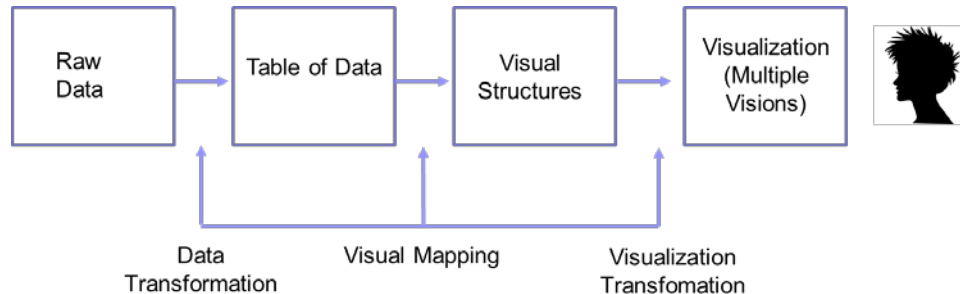 Raw
Data
Table of Data
Visual
Structures
Visualization
(Multiple
Visions)
Data
Transformation
Visual Mapping
Visualization
Transfomation